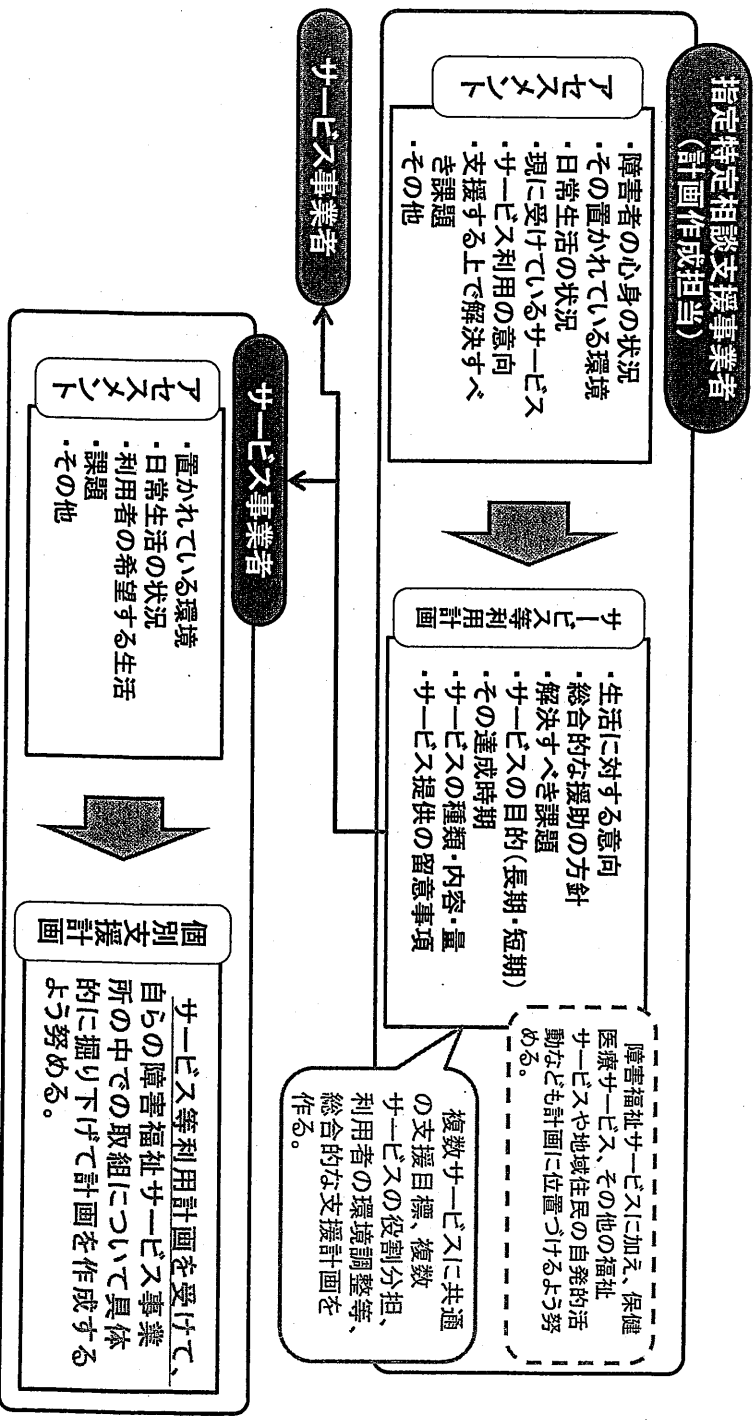 指定特定相談支援事業者
(計画作成担当)
アセスメント
・障害者の心身の状況
・その置かれている環境
・日常生活の状況
・現に受けているサービス
・サービス利用の意向
・支援する上で解決すべ
き課題
・その他
サービス等利用計画
・生活に対する意向
・総合的な援助の方針
・解決すべき課題
・サービスの目的(長期・短期)
・その達成時期
・サービスの種類・内容・量
・サービス提供の留意事項
障害福祉サービスに加え、保健
医療サービス、その他の福祉
サービスや地域住民の自発的活
動なども計画に位置づけるよう努
める。
複数サービスに共通
の支援目標、複数
サービスの役割分担、
利用者の環境調整等、
総合的な支援計画を
作る。
サービス事業者
サービス事業者
アセスメント
・置かれている環境
・日常生活の状況
・利用者の希望する生活
・課題
・その他
個別支援計画
サービス等利用計画を受けて、
自らの障害福祉サービス事業
所の中での取組について具体
的に掘り下げて計画を作成する
よう努める。